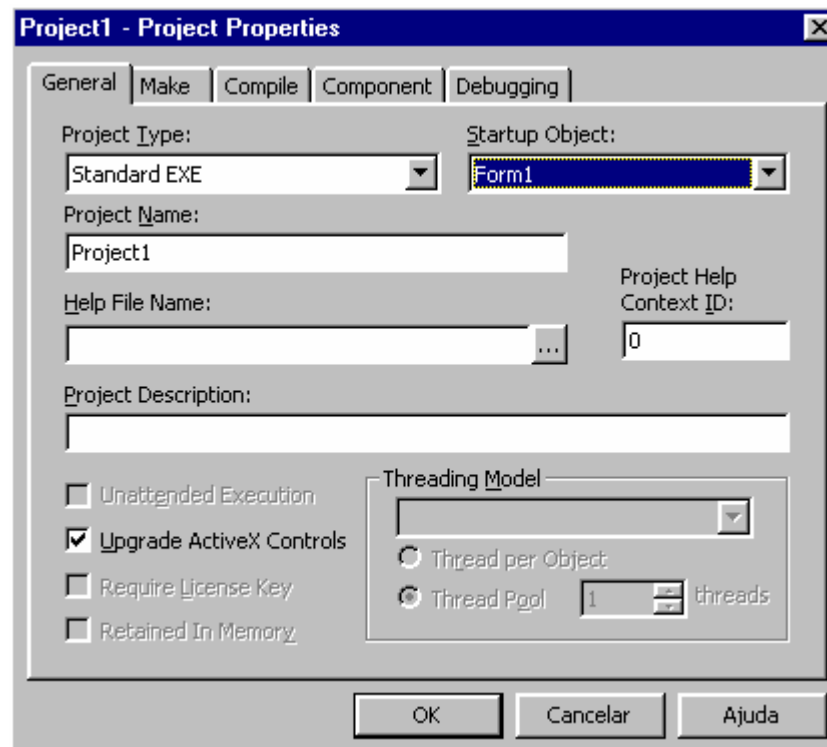 Project1 - Project Properties
General Make Compile Component Debugging
Project Type: Startup Object:
Standard EXE Form1
Project Name:
Project1
Project Help
Help File Name: Context ID:
... 0
Project Description:
Unattended Execution Threading Model
Upgrade ActiveX Controls
Thread per Object
Require License Key Thread Pool 1 threads
Retained In Memory
OK Cancelar Ajuda